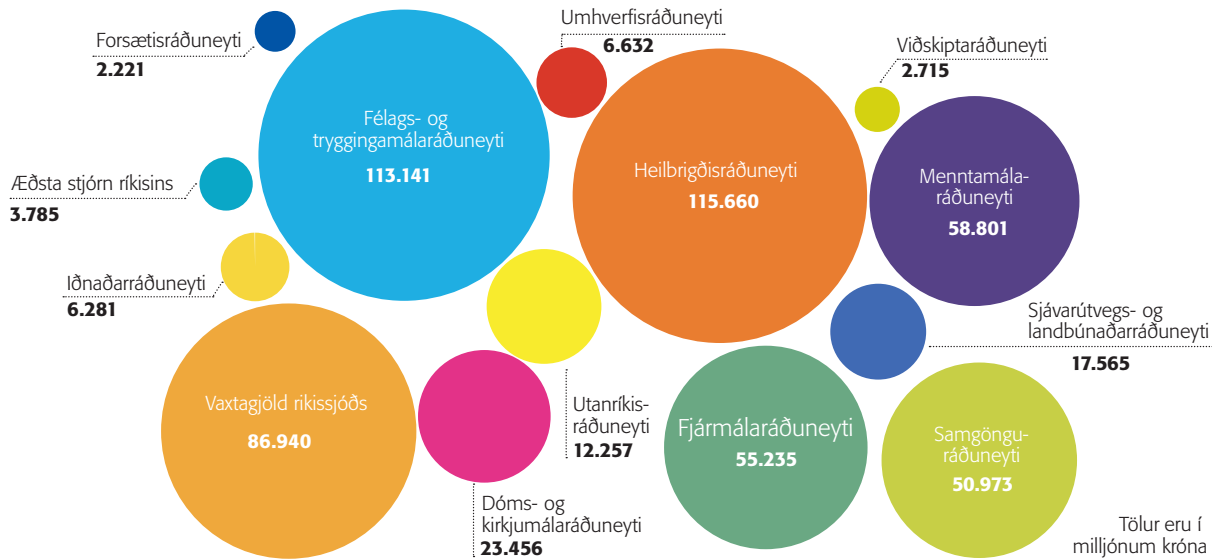 Forsætisráðuneyti
2.221
Æðsta stjórn ríkisins
3.785
Iðnaðarráðuneyti
6.281
Félags- og
tryggingamálaráðuneyti
113.141
Umhverfisráðuneyti
6.632
Heilbrigðisráðuneyti
115.660
Viðskiptaráðuneyti
2.715
Menntamála-
ráðuneyti
58.801
Sjávarútvegs- og
landbúnaðarráðuneyti
17.565
Vaxtagjöld rikissjóðs
86.940
Dóms- og
kirkjumálaráðuneyti
23.456
Utanríkis-
ráðuneyti
12.257
Fjármálaráðuneyti
55.235
Samgöngu-
ráðuneyti
50.973
Tölur eru í
milljónum króna